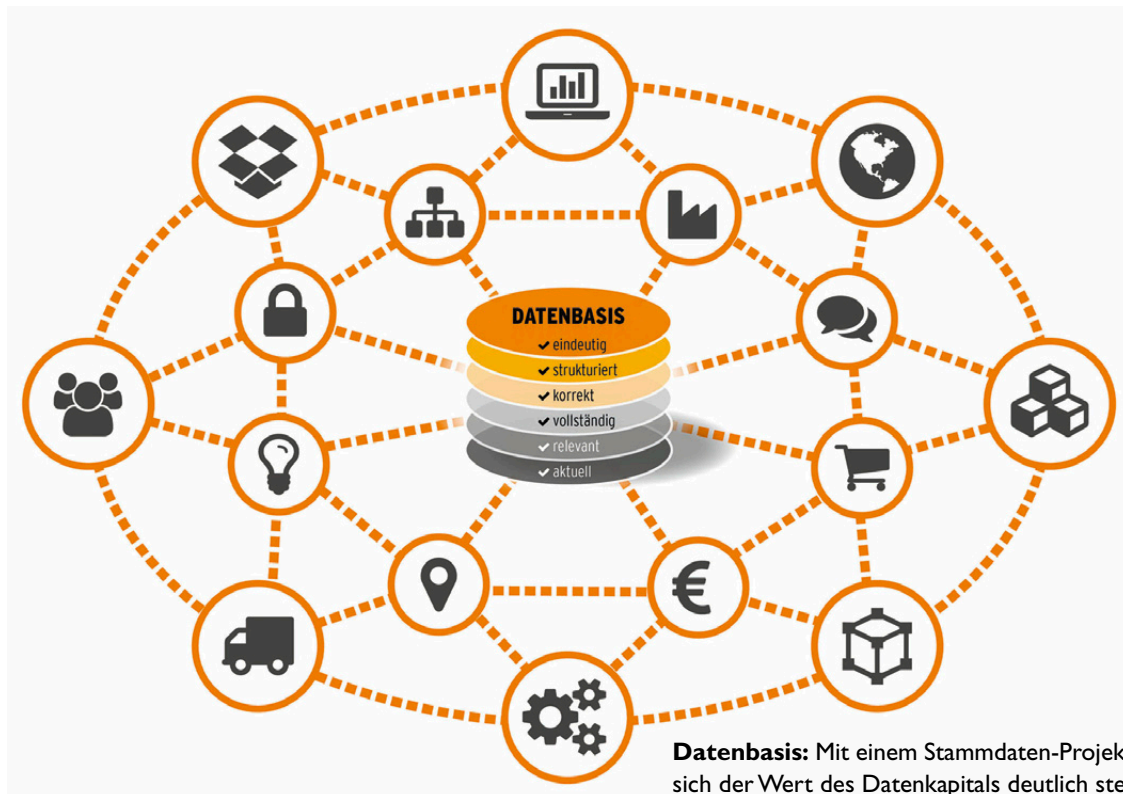 DATENBASIS
✔ eindeutig
✔ strukturiert
✔ korrekt
✔ vollständig
✔ relevant
✔ aktuell
€
Datenbasis: Mit einem Stammdaten-Projek
sich der Wert des Datenkapitals deutlich ste